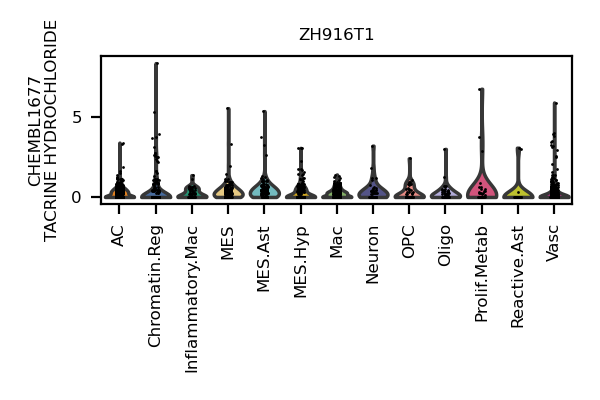 ZH916T1
CHEMBL1677
TACRINE HYDROCHLORIDE
5
0
AC
Chromatin.Reg
Inflammatory.Mac
MES
MES.Ast
MES.Hyp
Mac
Neuron
OPC
Oligo
Prolif.Metab
Reactive.Ast
Vasc